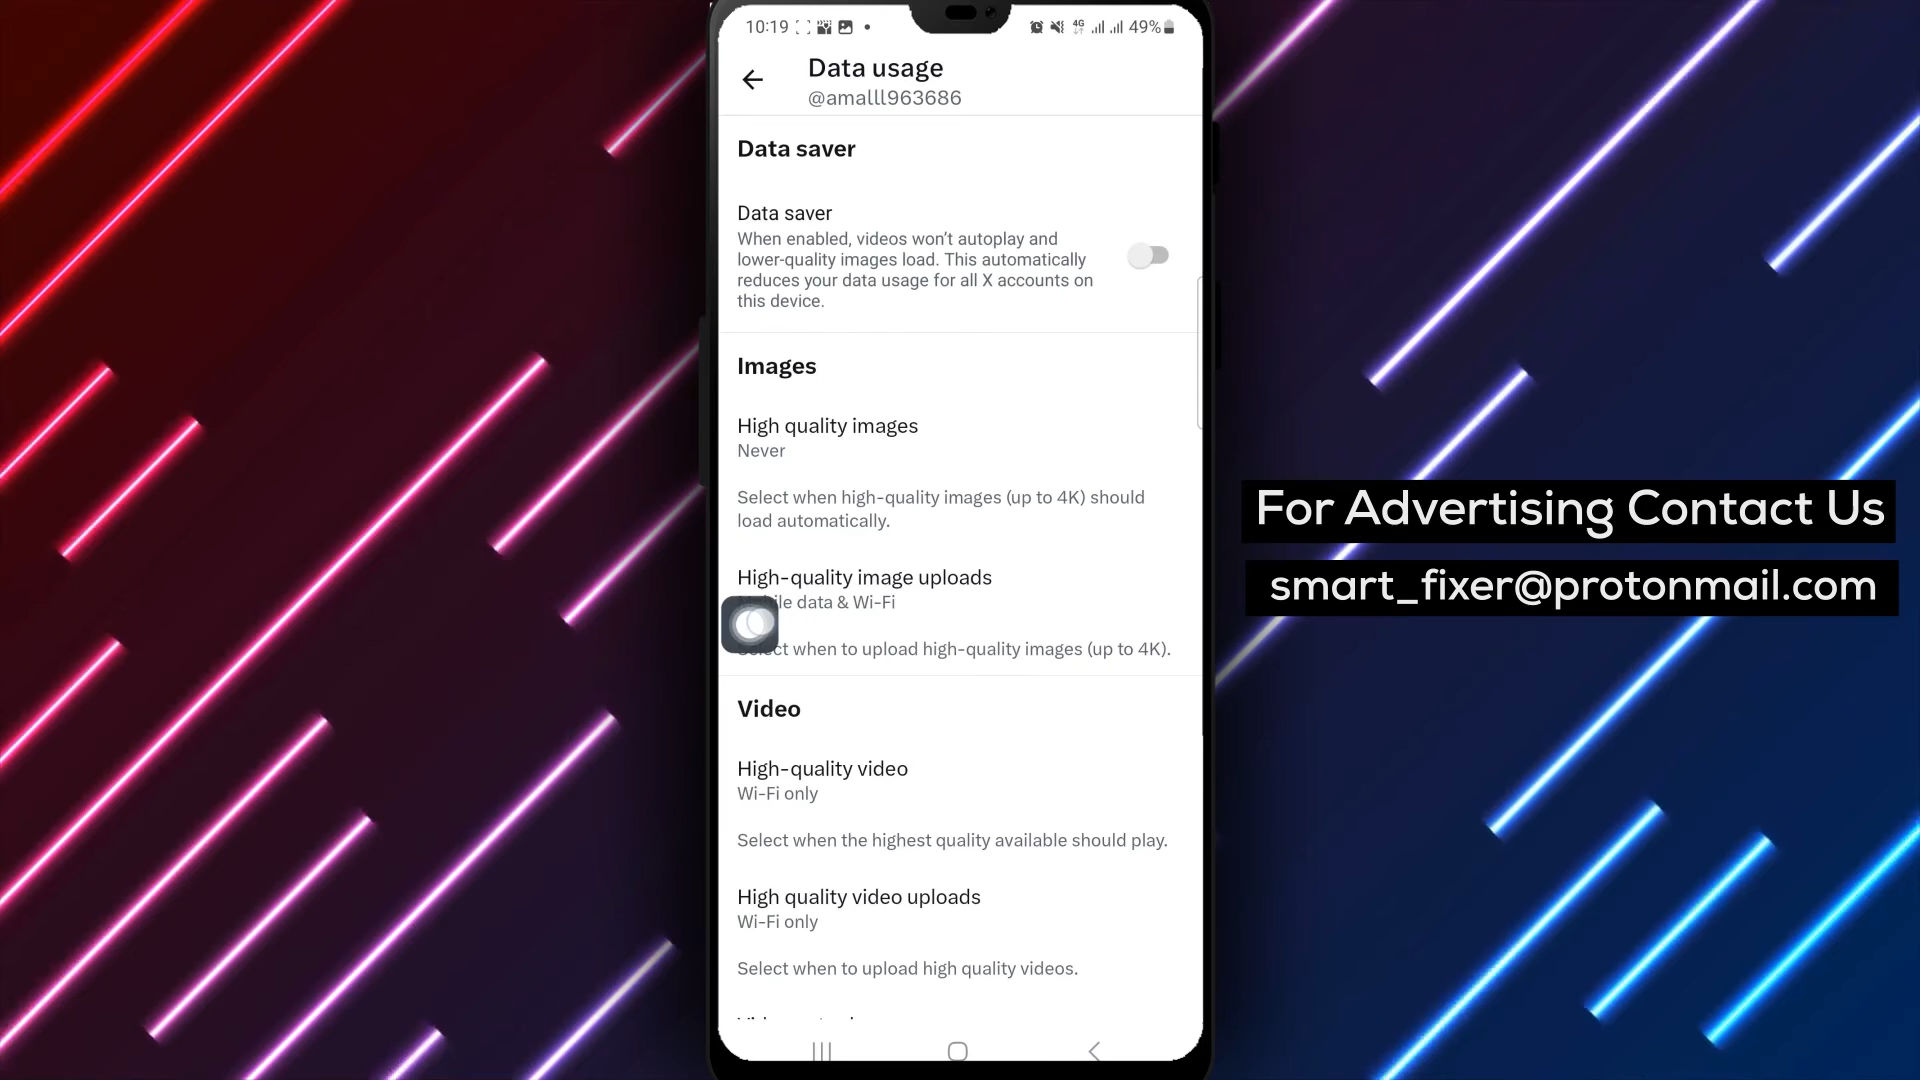 10:19
4G
49%
Data usage
@amalll963686
Data saver
Data saver
When enabled, videos won't autoplay and
lower-quality images load. This automatically
reduces your data usage for all X accounts on
this device.
Images
High quality images
Never
Select when high-quality images (up to 4K) should
load automatically.
High-quality image uploads
data & Wi-Fi
when to upload high-quality images (up to 4K).
Video
High-quality video
Wi-Fi only
Select when the highest quality available should play.
High quality video uploads
Wi-Fi only
Select when to upload high quality videos.
For Advertising Contact Us
smart_fixer@protonmail.com